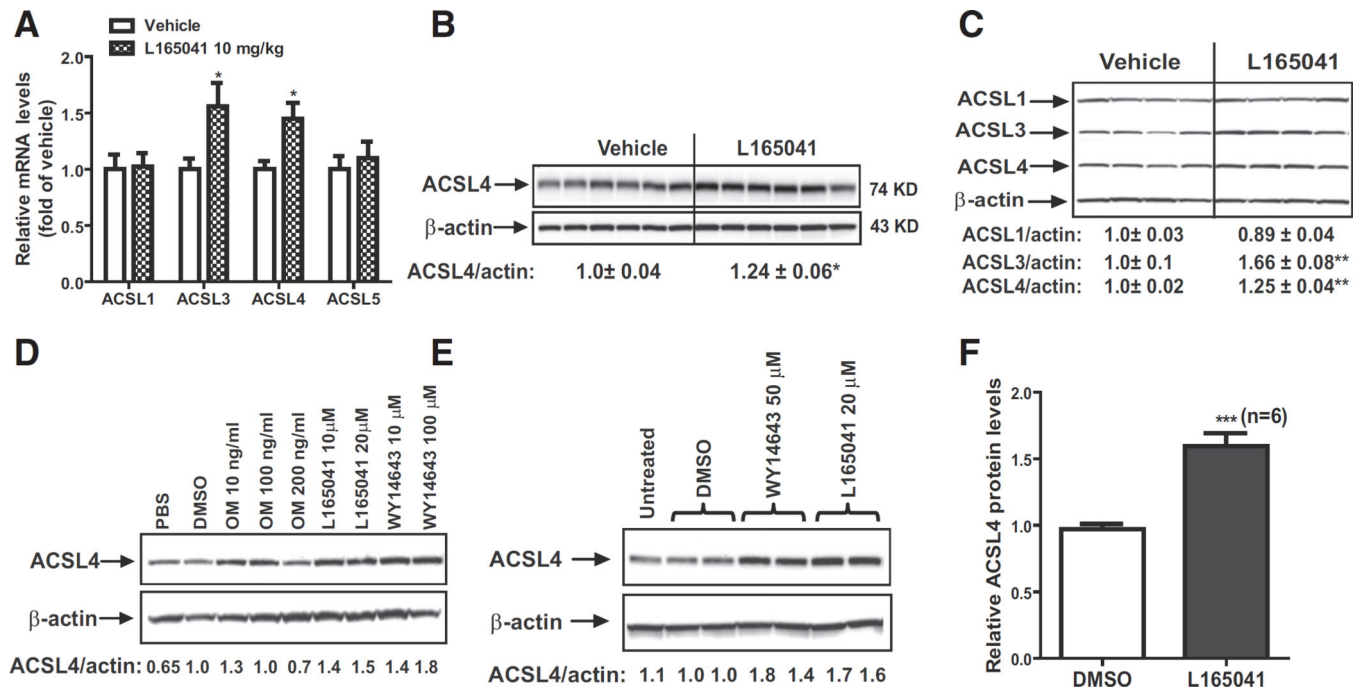 A
Vehicle
L165041 10 mg/kg
Relative mRNA levels
(fold of vehicle)
2.0
1.5
1.0
0.5
0.0
*
*
ACSL1 ACSL3 ACSL4 ACSL5
B
Vehicle L165041
ACSL4 74 KD
β-actin 43 KD
ACSL4/actin: 1.0± 0.04 1.24 ± 0.06*
C
Vehicle L165041
ACSL1
ACSL3
ACSL4
β-actin
ACSL1/actin: 1.0± 0.03 0.89 ± 0.04
ACSL3/actin: 1.0± 0.1 1.66 ± 0.08**
ACSL4/actin: 1.0± 0.02 1.25 ± 0.04**
D
PBS
DMSO
OM 10 ng/ml
OM 100 ng/ml
OM 200 ng/ml
L165041 10μM
L165041 20μM
WY14643 10 μM
WY14643 100 μM
ACSL4
β-actin
ACSL4/actin: 0.65 1.0 1.3 1.0 0.7 1.4 1.5 1.4 1.8
E
Untreated
DMSO
WY14643 50 μM
L165041 20 μM
ACSL4
β-actin
ACSL4/actin: 1.1 1.0 1.0 1.8 1.4 1.7 1.6
F
Relative ACSL4 protein levels
2.0
1.5
1.0
0.5
0.0
*** (n=6)
DMSO L165041